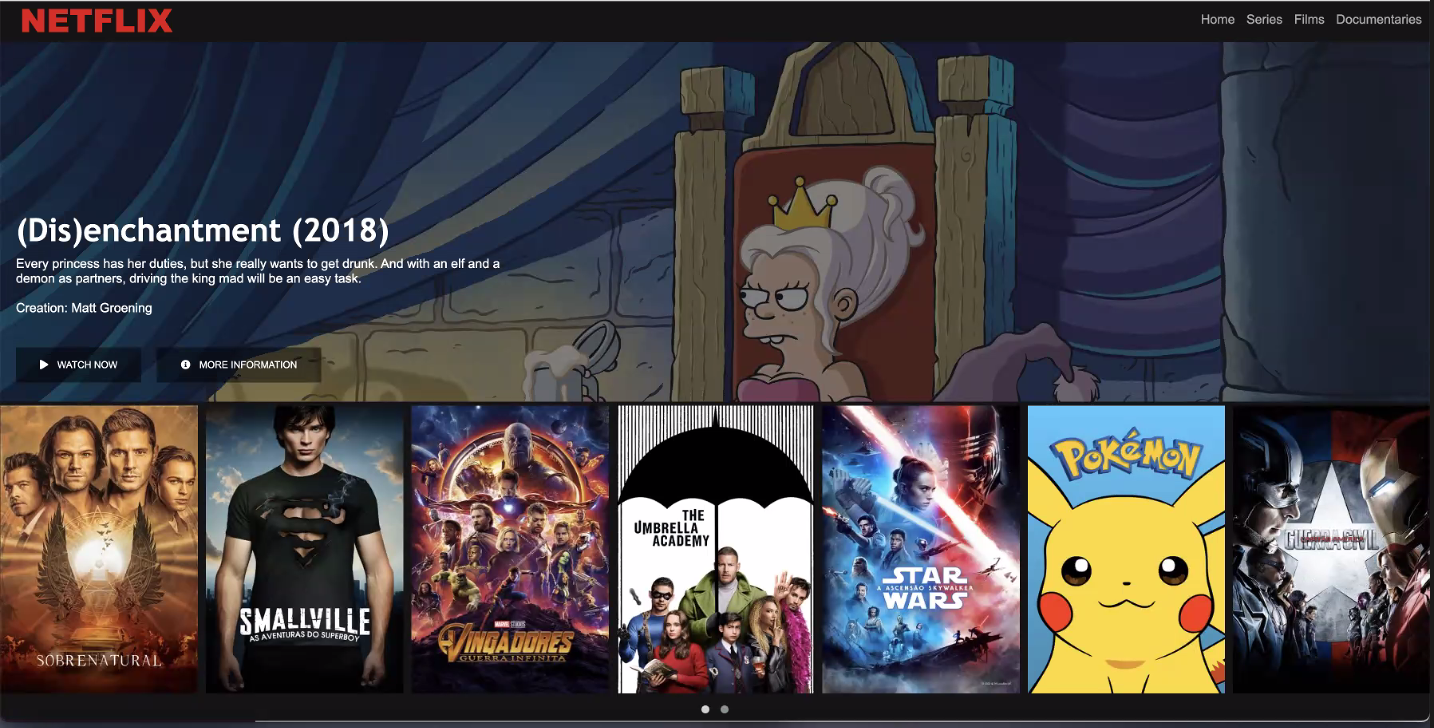 NETFLIX
Home Series Films Documentaries
(Dis)enchantment (2018)
Every princess has her duties, but she really wants to get drunk. And with an elf and a
demon as partners, driving the king mad will be an easy task.
Creation: Matt Groening
WATCH NOW
MORE INFORMATION
SOBRENATURAL
SMALLVILLE
AS AVENTURAS DO SUPERBOY
MARVEL STUDIOS
VINGADORES
GUERRA INFINITA
THE
UMBRELLA
ACADEMY
STAR
A ASCENSÃO SKYWALKER
WARS
POKéMON
GUERRA CIVIL